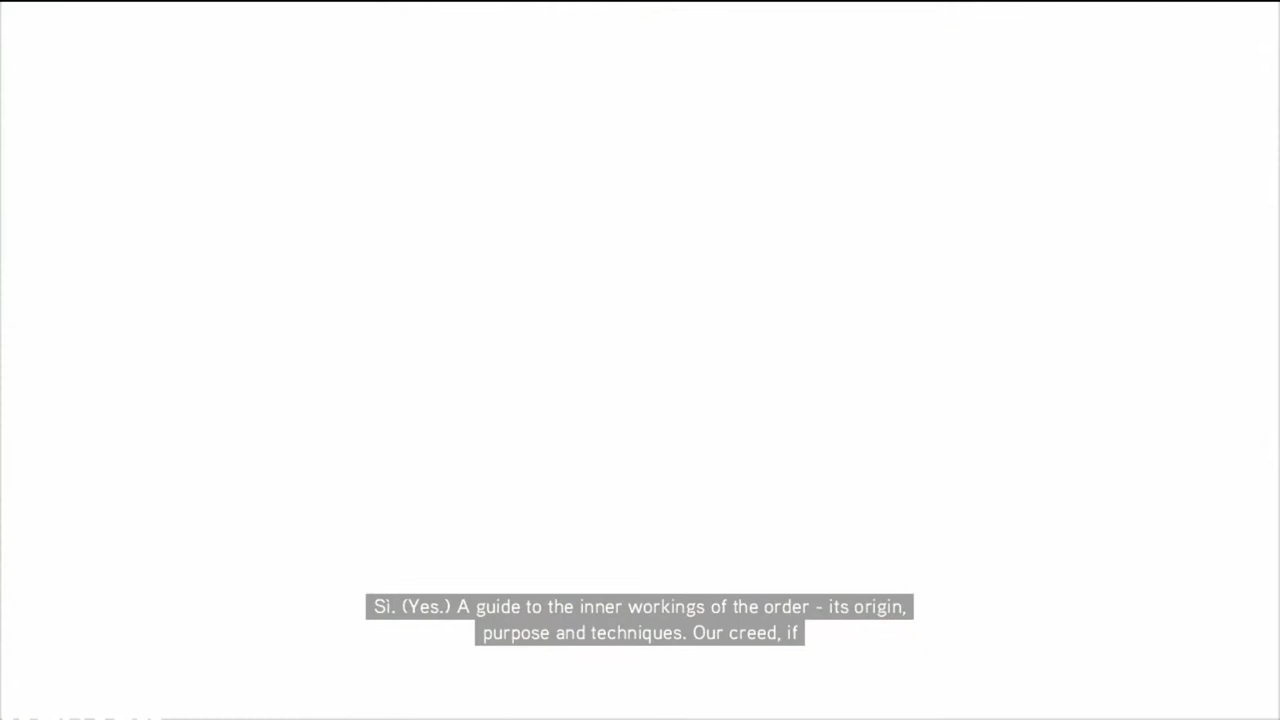 Sì. (Yes.) A guide to the inner workings of the order - its origin,
purpose and techniques. Our creed, if